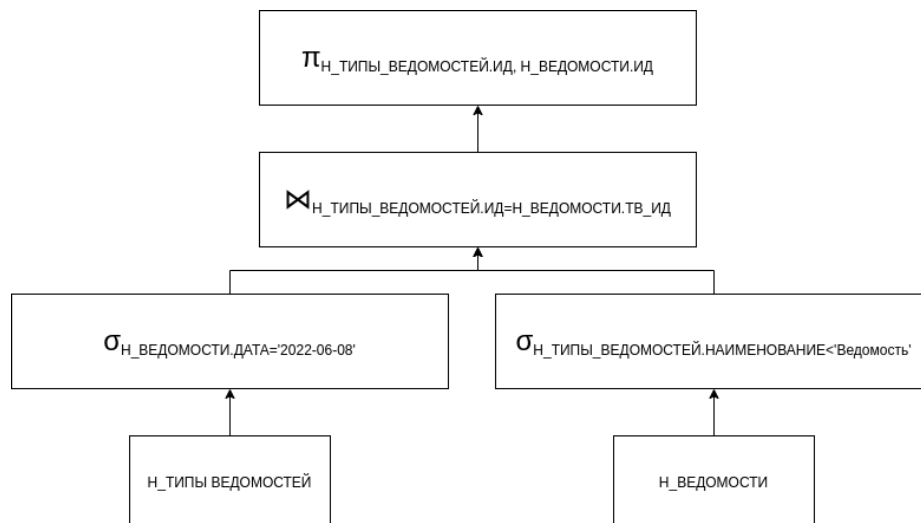 πН_ТИПЫ_ВЕДОМОСТЕЙ.ИД, Н_ВЕДОМОСТИ.ИД
⋈Н_ТИПЫ_ВЕДОМОСТЕЙ.ИД=Н_ВЕДОМОСТИ.ТВ_ИД
σН_ВЕДОМОСТИ.ДАТА='2022-06-08'
σН_ТИПЫ_ВЕДОМОСТЕЙ.НАИМЕНОВАНИЕ<'Ведомость'
Н_ТИПЫ ВЕДОМОСТЕЙ
Н_ВЕДОМОСТИ